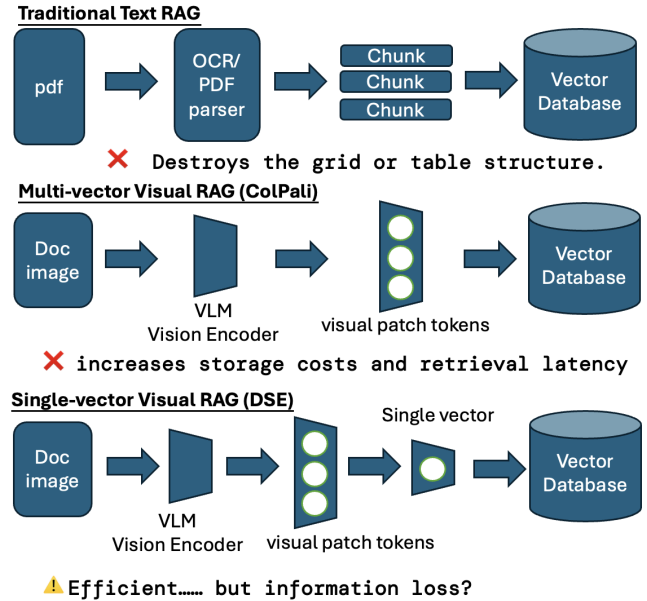 Traditional Text RAG
pdf
OCR/
PDF
parser
Chunk
Chunk
Chunk
Vector
Database
❌ Destroys the grid or table structure.
Multi-vector Visual RAG (ColPali)
Doc
image
VLM
Vision Encoder
visual patch tokens
Vector
Database
❌ increases storage costs and retrieval latency
Single-vector Visual RAG (DSE)
Doc
image
VLM
Vision Encoder
visual patch tokens
Single vector
Vector
Database
⚠️ Efficient…… but information loss?